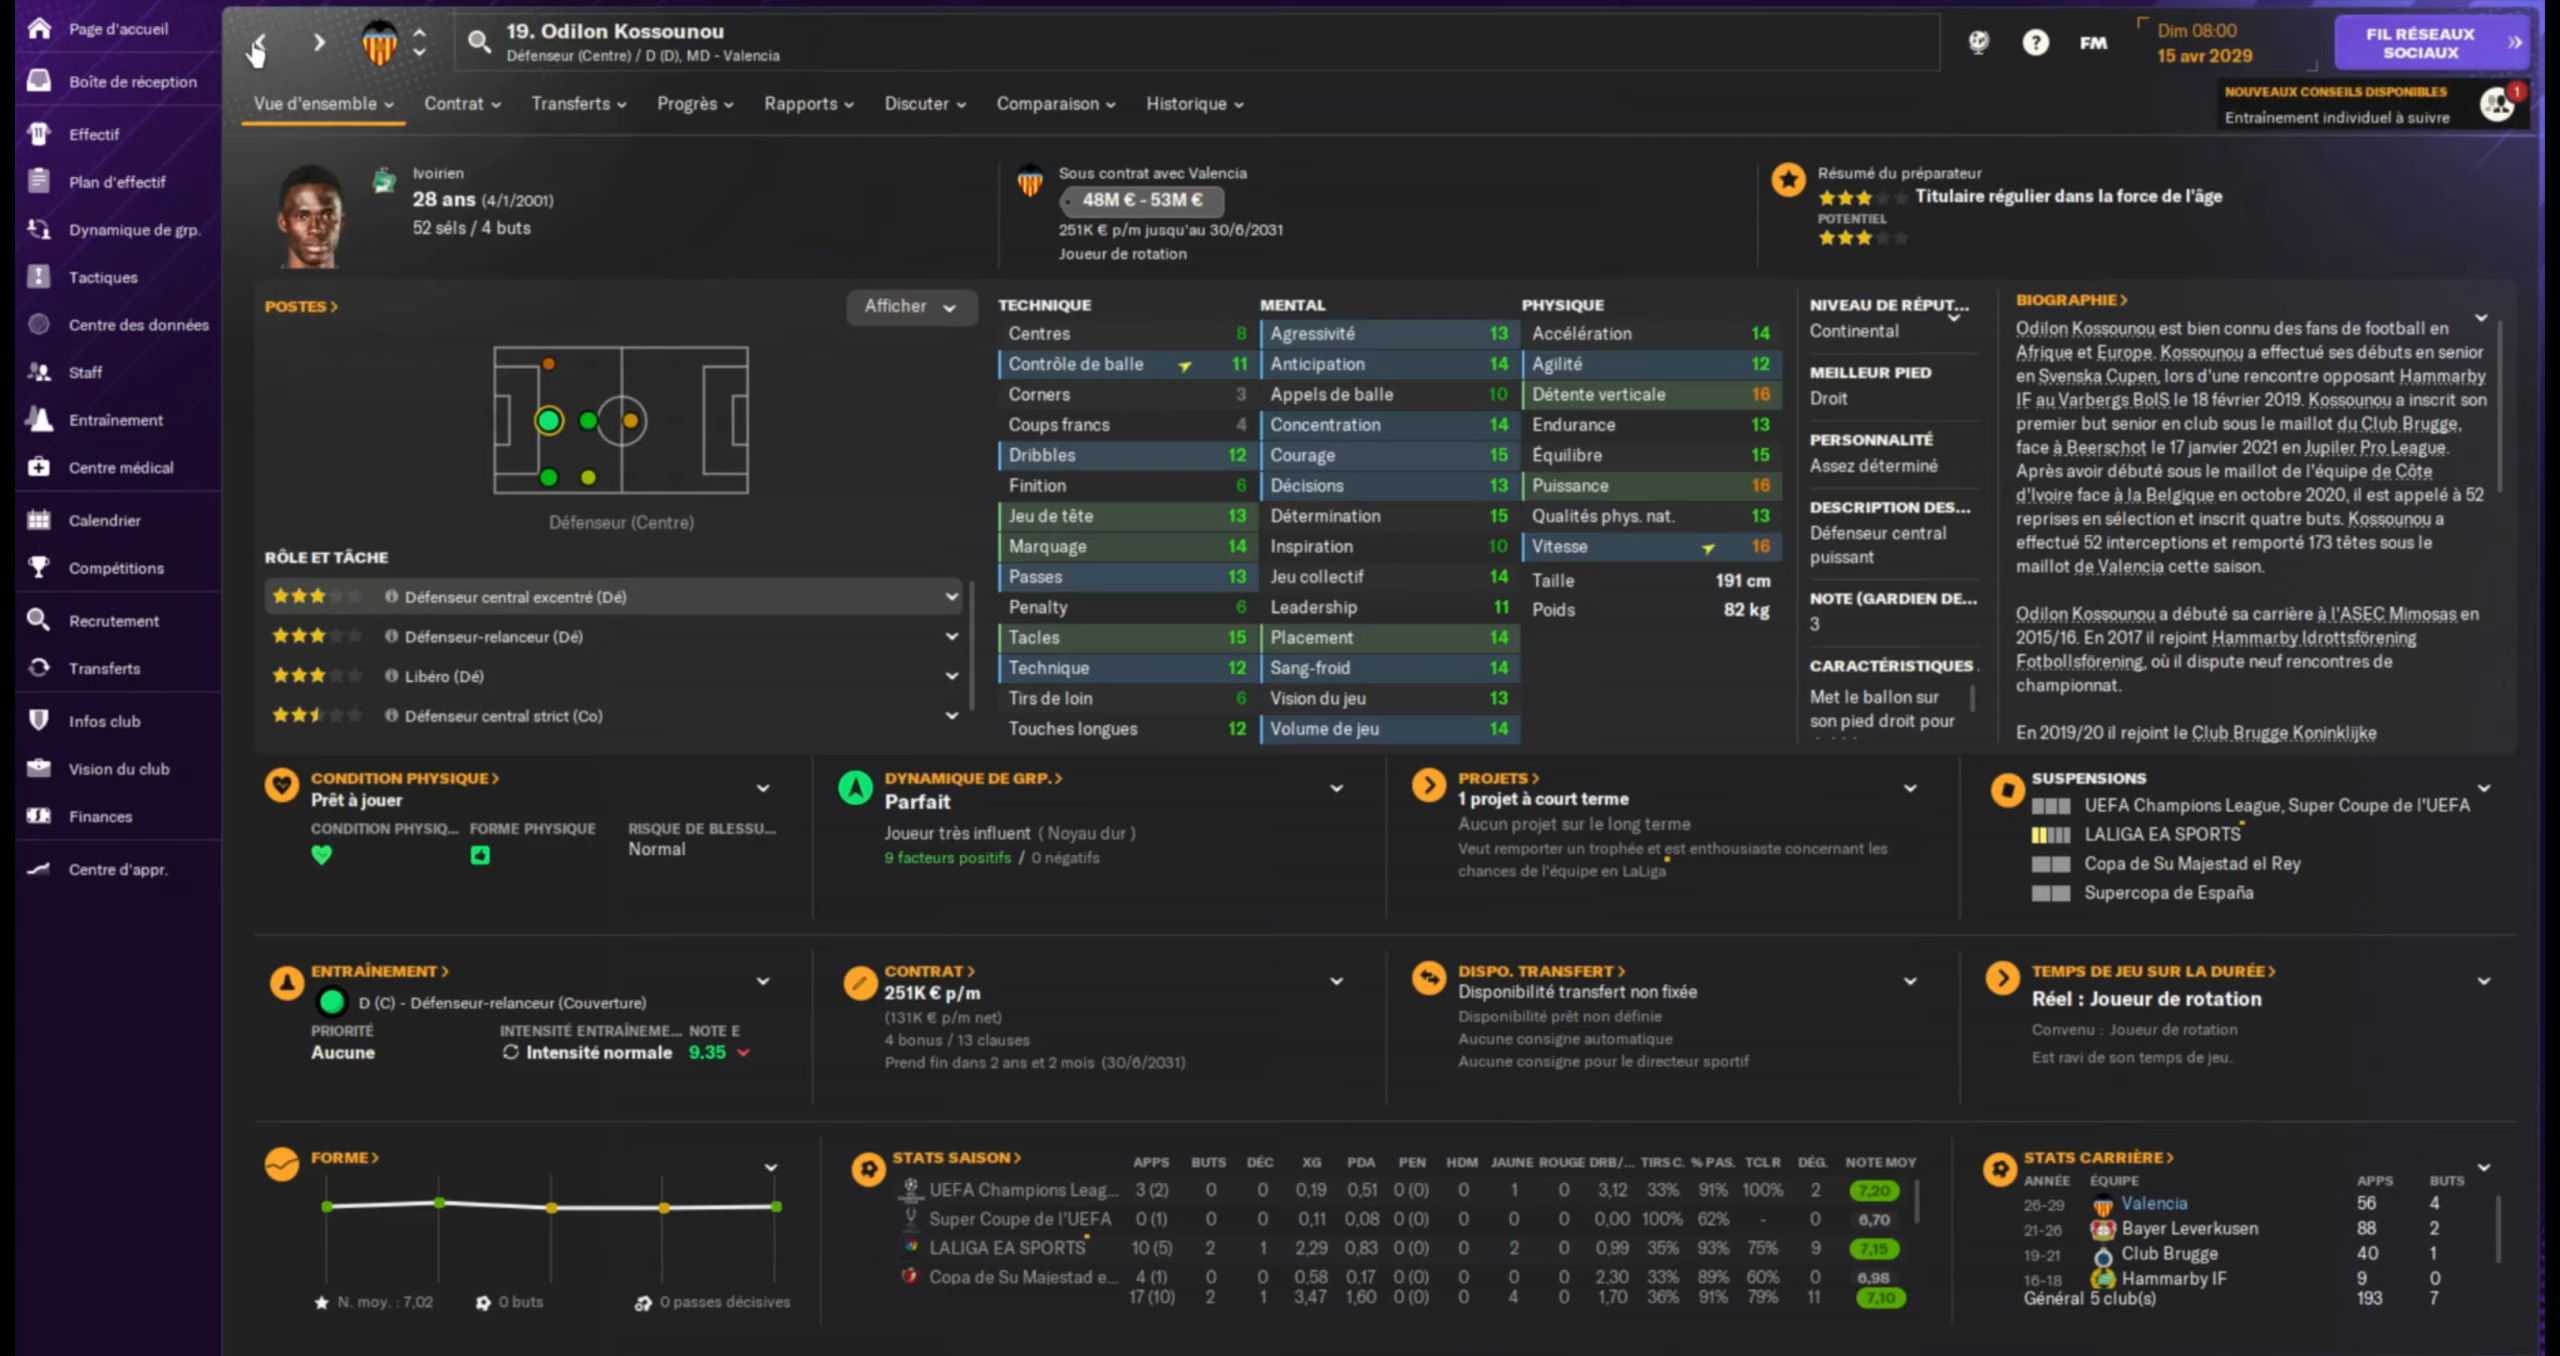 Page d'accueil
Boîte de réception
Effectif
Plan d'effectif
Dynamique de grp.
Tactiques
Centre des données
Staff
Entraînement
Centre médical
Calendrier
Compétitions
Recrutement
Transferts
Infos club
Vision du club
Finances
Centre d'appr.
19. Odilon Kossounou
Défenseur (Centre) / D (D), MD - Valencia
?
FM
Dim 08:00
15 avr 2029
FIL RÉSEAUX
SOCIAUX
Vue d'ensemble
Contrat
Transferts
Progrès
Rapports
Discuter
Comparaison
Historique
NOUVEAUX CONSEILS DISPONIBLES
Entraînement individuel à suivre
1
Ivoirien
28 ans (4/1/2001)
52 séls / 4 buts
Sous contrat avec Valencia
48M € - 53M €
251K € p/m jusqu'au 30/6/2031
Joueur de rotation
Résumé du préparateur
Titulaire régulier dans la force de l'âge
POTENTIEL
POSTES >
Afficher
Défenseur (Centre)
RÔLE ET TÂCHE
Défenseur central excentré (Dé)
Défenseur-relanceur (Dé)
Libéro (Dé)
Défenseur central strict (Co)
TECHNIQUE
Centres 8
Contrôle de balle 11
Corners 3
Coups francs 4
Dribbles 12
Finition 6
Jeu de tête 13
Marquage 14
Passes 13
Penalty 6
Tacles 15
Technique 12
Tirs de loin 6
Touches longues 12
MENTAL
Agressivité 13
Anticipation 14
Appels de balle 10
Concentration 14
Courage 15
Décisions 13
Détermination 15
Inspiration 10
Jeu collectif 14
Leadership 11
Placement 14
Sang-froid 14
Vision du jeu 13
Volume de jeu 14
PHYSIQUE
Accélération 14
Agilité 12
Détente verticale 16
Endurance 13
Équilibre 15
Puissance 16
Qualités phys. nat. 13
Vitesse 16
Taille 191 cm
Poids 82 kg
NIVEAU DE RÉPUT...
Continental
MEILLEUR PIED
Droit
PERSONNALITÉ
Assez déterminé
DESCRIPTION DES...
Défenseur central
puissant
NOTE (GARDIEN DE...
3
CARACTÉRISTIQUES
Met le ballon sur
son pied droit pour
BIOGRAPHIE >
Odilon Kossounou est bien connu des fans de football en
Afrique et Europe. Kossounou a effectué ses débuts en senior
en Svenska Cupen, lors d'une rencontre opposant Hammarby
IF au Varbergs BoIS le 18 février 2019. Kossounou a inscrit son
premier but senior en club sous le maillot du Club Brugge,
face à Beerschot le 17 janvier 2021 en Jupiler Pro League.
Après avoir débuté sous le maillot de l'équipe de Côte
d'Ivoire face à la Belgique en octobre 2020, il est appelé à 52
reprises en sélection et inscrit quatre buts. Kossounou a
effectué 52 interceptions et remporté 173 têtes sous le
maillot de Valencia cette saison.
Odilon Kossounou a débuté sa carrière à l'ASEC Mimosas en
2015/16. En 2017 il rejoint Hammarby Idrottsförening
Fotbollsförening, où il dispute neuf rencontres de
championnat.
En 2019/20 il rejoint le Club Brugge Koninklijke
CONDITION PHYSIQUE >
Prêt à jouer
CONDITION PHYSIQ... FORME PHYSIQUE RISQUE DE BLESSU...
Normal
DYNAMIQUE DE GRP. >
Parfait
Joueur très influent ( Noyau dur )
9 facteurs positifs / 0 négatifs
PROJETS >
1 projet à court terme
Aucun projet sur le long terme
Veut remporter un trophée et est enthousiaste concernant les
chances de l'équipe en LaLiga
SUSPENSIONS
UEFA Champions League, Super Coupe de l'UEFA
LALIGA EA SPORTS
Copa de Su Majestad el Rey
Supercopa de España
ENTRAÎNEMENT >
D (C) - Défenseur-relanceur (Couverture)
PRIORITÉ INTENSITÉ ENTRAÎNEME... NOTE E
Aucune Intensité normale 9.35
CONTRAT >
251K € p/m
(131K € p/m net)
4 bonus / 13 clauses
Prend fin dans 2 ans et 2 mois (30/6/2031)
DISPO. TRANSFERT >
Disponibilité transfert non fixée
Disponibilité prêt non définie
Aucune consigne automatique
Aucune consigne pour le directeur sportif
TEMPS DE JEU SUR LA DURÉE >
Réel : Joueur de rotation
Convenu : Joueur de rotation
Est ravi de son temps de jeu.
FORME >
N. moy. : 7,02 0 buts 0 passes décisives
STATS SAISON > APPS BUTS DÉC XG PDA PEN HDM JAUNE ROUGE DRB/... TIRS C. % PAS. TCL R DÉG. NOTE MOY
UEFA Champions Leag... 3 (2) 0 0 0,19 0,51 0 (0) 0 1 0 3,12 33% 91% 100% 2 7,20
Super Coupe de l'UEFA 0 (1) 0 0 0,11 0,08 0 (0) 0 0 0 0,00 100% 62% - 0 6,70
LALIGA EA SPORTS 10 (5) 2 1 2,29 0,83 0 (0) 0 2 0 0,99 35% 93% 75% 9 7,15
Copa de Su Majestad e... 4 (1) 0 0 0,58 0,17 0 (0) 0 0 0 2,30 33% 89% 60% 0 6,98
17 (10) 2 1 3,47 1,60 0 (0) 0 4 0 1,70 36% 91% 79% 11 7,10
STATS CARRIÈRE >
ANNÉE ÉQUIPE APPS BUTS
26-29 Valencia 56 4
21-26 Bayer Leverkusen 88 2
19-21 Club Brugge 40 1
16-18 Hammarby IF 9 0
Général 5 club(s) 193 7